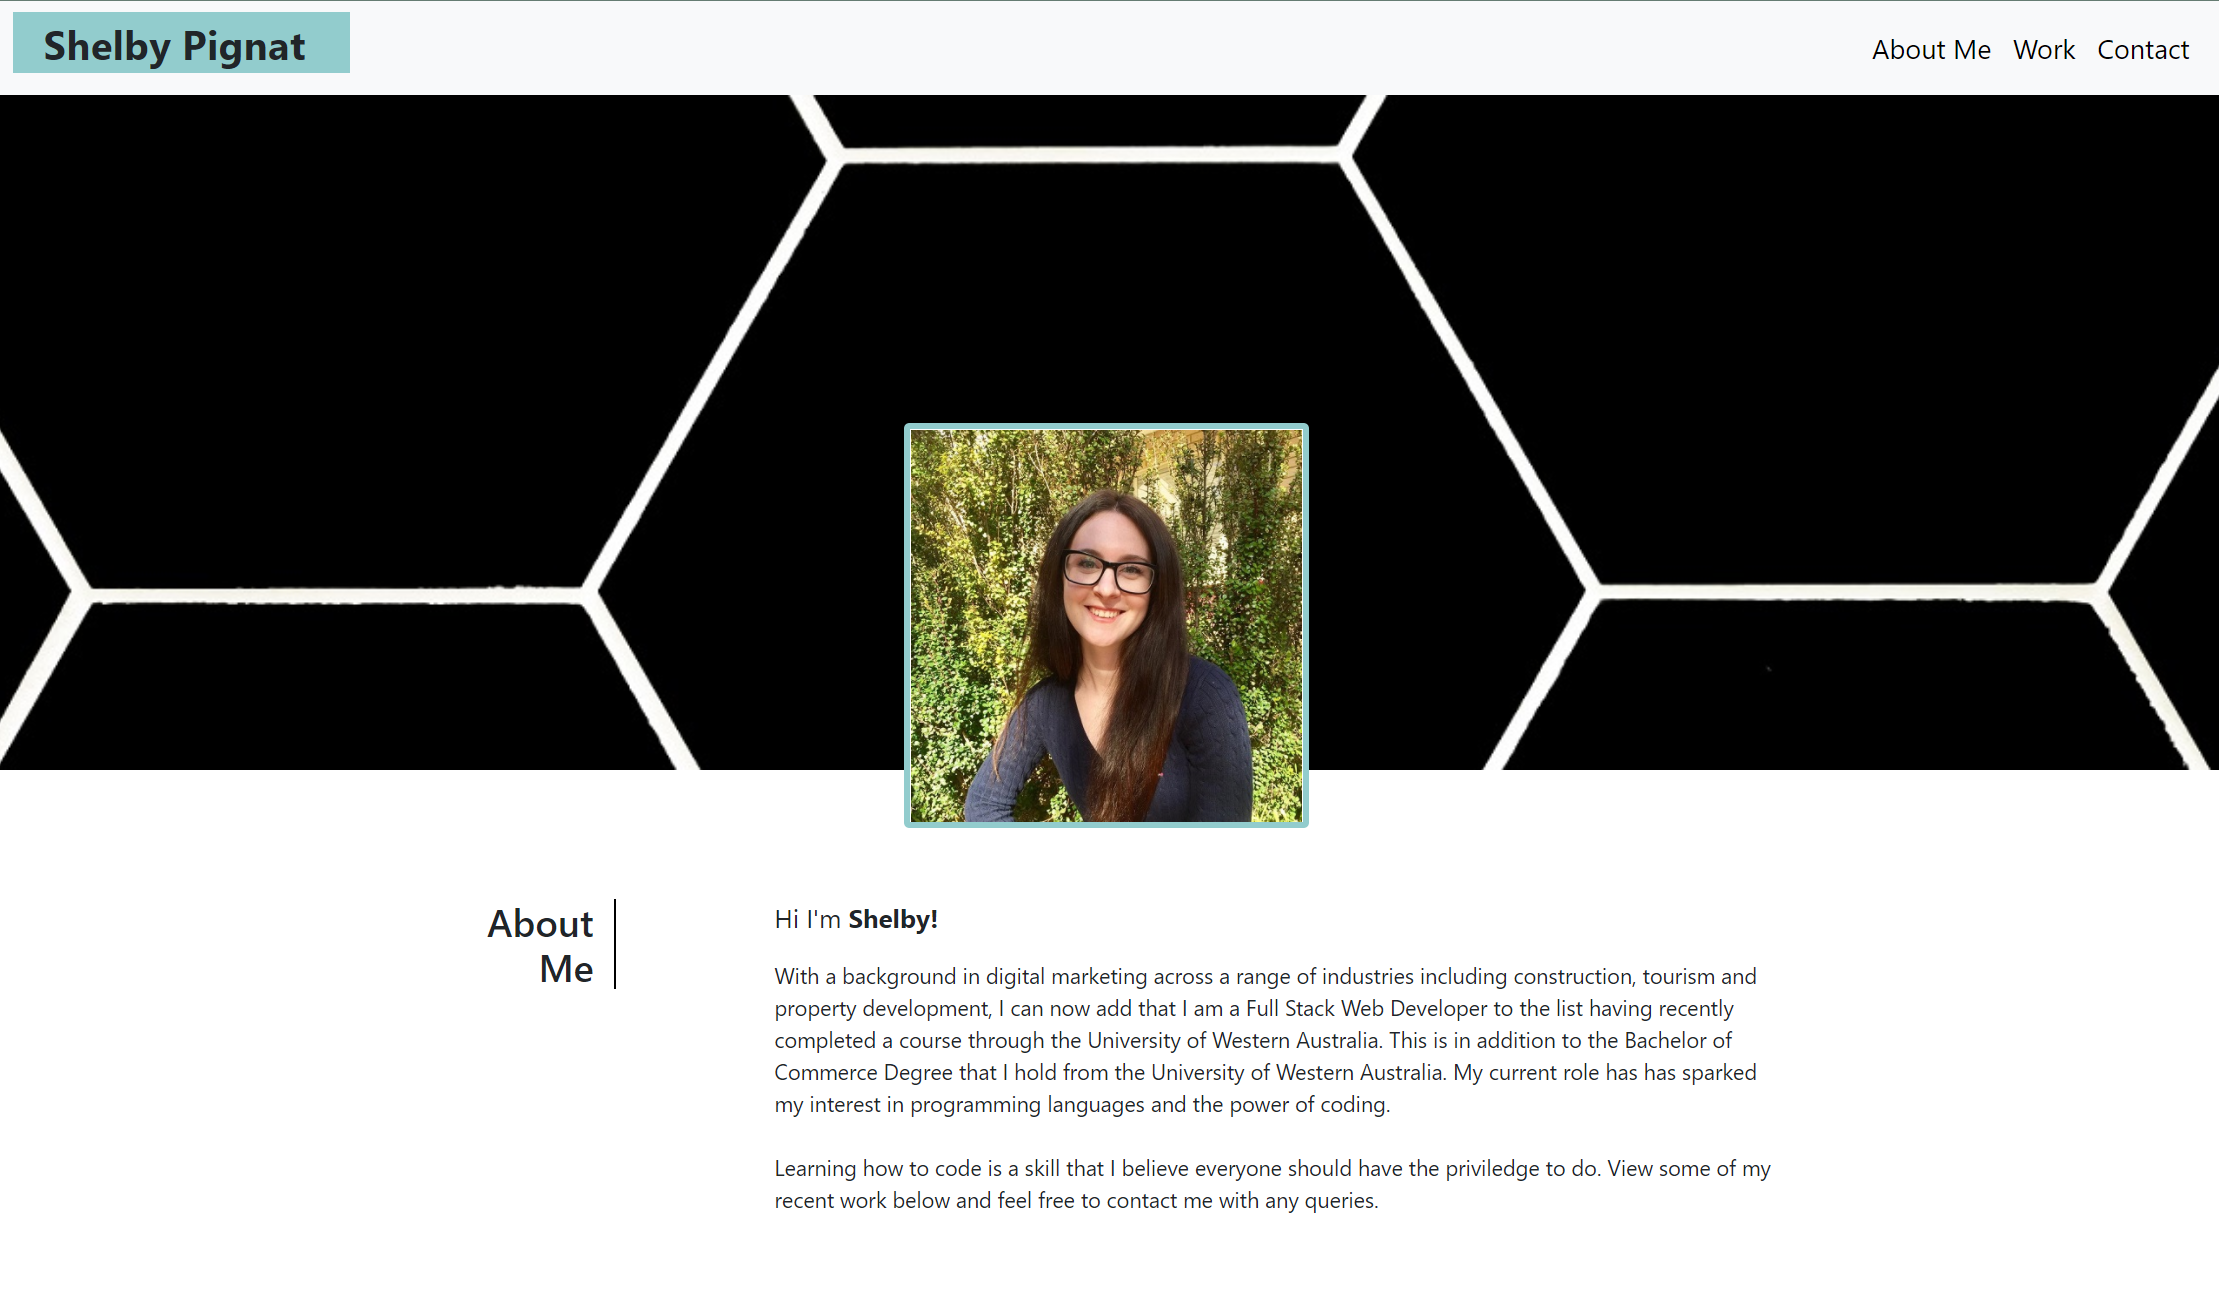 Shelby Pignat
About Me Work Contact
About
Me
Hi I'm Shelby!
With a background in digital marketing across a range of industries including construction, tourism and
property development, I can now add that I am a Full Stack Web Developer to the list having recently
completed a course through the University of Western Australia. This is in addition to the Bachelor of
Commerce Degree that I hold from the University of Western Australia. My current role has has sparked
my interest in programming languages and the power of coding.
Learning how to code is a skill that I believe everyone should have the priviledge to do. View some of my
recent work below and feel free to contact me with any queries.